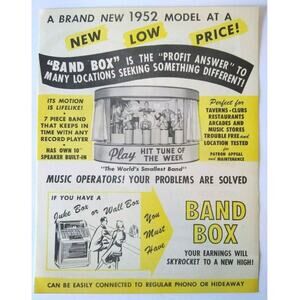 A BRAND NEW 1952 MODEL AT A
NEW LOW PRICE!
"BAND BOX" IS THE "PROFIT ANSWER" TO
MANY LOCATIONS SEEKING SOMETHING DIFFERENT!
ITS MOTION
IS LIFELIKE!
7 PIECE BAND
THAT KEEPS IN
TIME WITH ANY
RECORD PLAYER
HAS OWN 10"
SPEAKER BUILT-IN
Play HIT TUNE OF
THE WEEK
"The World's Smallest Band"
Perfect for
TAVERNS - CLUBS
RESTAURANTS
ARCADES AND
MUSIC STORES
TROUBLE FREE and
LOCATION TESTED
for
PATRON APPEAL
and MAINTENANCE
MUSIC OPERATORS! YOUR PROBLEMS ARE SOLVED
IF YOU HAVE A
Juke Box or Wall Box
You
Must
Have
BAND
BOX
YOUR EARNINGS WILL
SKYROCKET TO A NEW HIGH!
CAN BE EASILY CONNECTED TO REGULAR PHONO OR HIDEAWAY